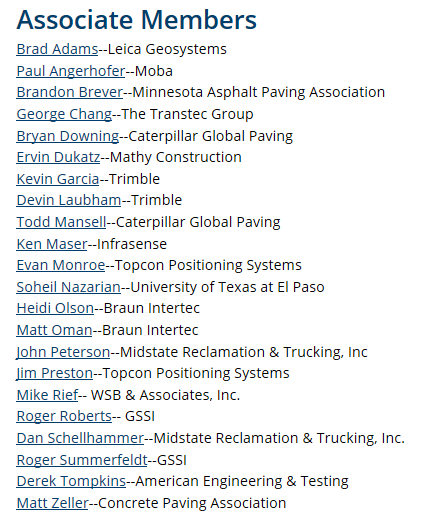 Associate Members
Brad Adams--Leica Geosystems
Paul Angerhofer--Moba
Brandon Brever--Minnesota Asphalt Paving Association
George Chang--The Transtec Group
Bryan Downing--Caterpillar Global Paving
Ervin Dukatz--Mathy Construction
Kevin Garcia--Trimble
Devin Laubham--Trimble
Todd Mansell--Caterpillar Global Paving
Ken Maser--Infrasense
Evan Monroe--Topcon Positioning Systems
Soheil Nazarian--University of Texas at El Paso
Heidi Olson--Braun Intertec
Matt Oman--Braun Intertec
John Peterson--Midstate Reclamation & Trucking, Inc
Jim Preston--Topcon Positioning Systems
Mike Rief-- WSB & Associates, Inc.
Roger Roberts-- GSSI
Dan Schellhammer--Midstate Reclamation & Trucking, Inc.
Roger Summerfeldt--GSSI
Derek Tompkins--American Engineering & Testing
Matt Zeller--Concrete Paving Association